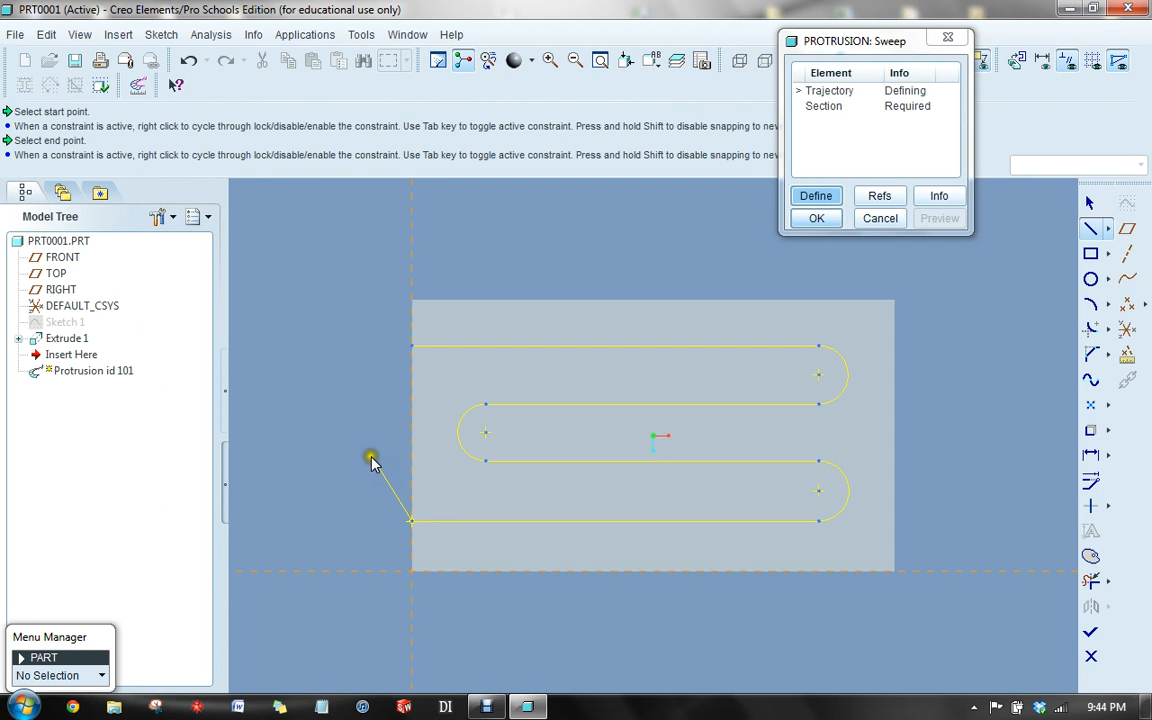 PRT0001 (Active) - Creo Elements/Pro Schools Edition (for educational use only)
File Edit View Insert Sketch Analysis Info Applications Tools Window Help
Select start point.
When a constraint is active, right click to cycle through lock/disable/enable the constraint. Use Tab key to toggle active constraint. Press and hold Shift to disable snapping to nev
Select end point.
When a constraint is active, right click to cycle through lock/disable/enable the constraint. Use Tab key to toggle active constraint. Press and hold Shift to disable snapping to nev
PROTRUSION: Sweep
Element Info
> Trajectory Defining
Section Required
Define Refs Info
OK Cancel Preview
Model Tree
PRT0001.PRT
FRONT
TOP
RIGHT
DEFAULT_CSYS
Sketch 1
Extrude 1
Insert Here
Protrusion id 101
Menu Manager
PART
No Selection
DI
9:44 PM